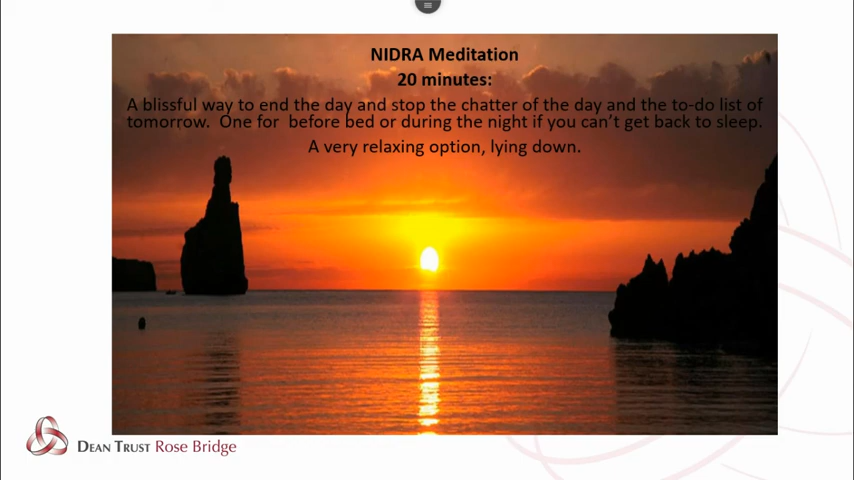 NIDRA Meditation
20 minutes:
A blissful way to end the day and stop the chatter of the day and the to-do list of
tomorrow.  One for  before bed or during the night if you can’t get back to sleep.
A very relaxing option, lying down.
DEAN TRUST Rose Bridge